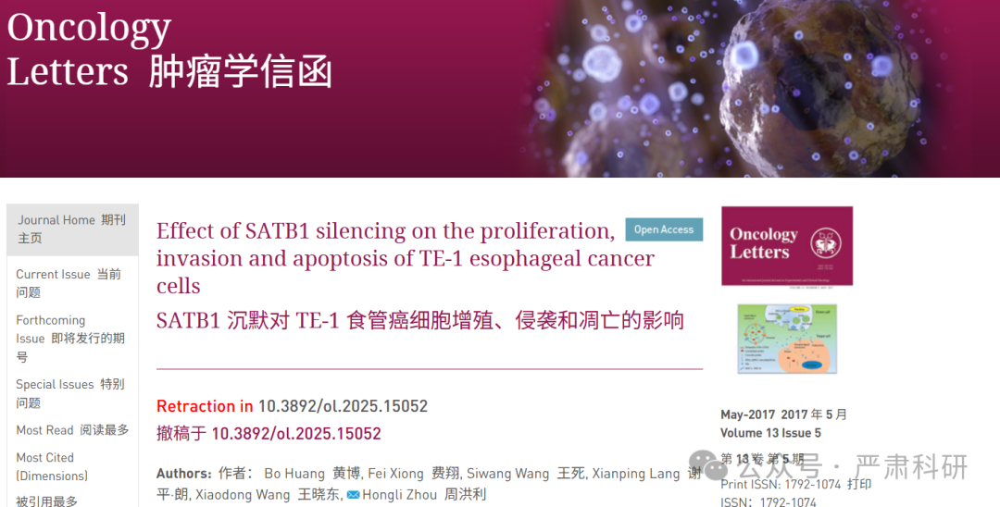 Oncology
Letters 肿瘤学信函
Journal Home 期刊
主页
Current Issue 当前
问题
Forthcoming
Issue 即将发行的期
号
Special Issues 特别
问题
Most Read 阅读最多
Most Cited
(Dimensions)
被引用最多
Effect of SATB1 silencing on the proliferation,
Open Access
invasion and apoptosis of TE-1 esophageal cancer
cells
SATB1 沉默对 TE-1 食管癌细胞增殖、侵袭和凋亡的影响
Retraction in 10.3892/ol.2025.15052
撤稿于 10.3892/ol.2025.15052
Authors: 作者: Bo Huang 黄博, Fei Xiong 费翔, Siwang Wang 王死, Xianping Lang 谢
平·朗, Xiaodong Wang 王晓东, Hongli Zhou 周洪利
Oncology
Letters
May-2017 2017 年 5 月
Volume 13 Issue 5
第 13 卷 第 5 期
Print ISSN: 1792-1074 打印
ISSN: 1792-1074
公众号 · 严肃科研